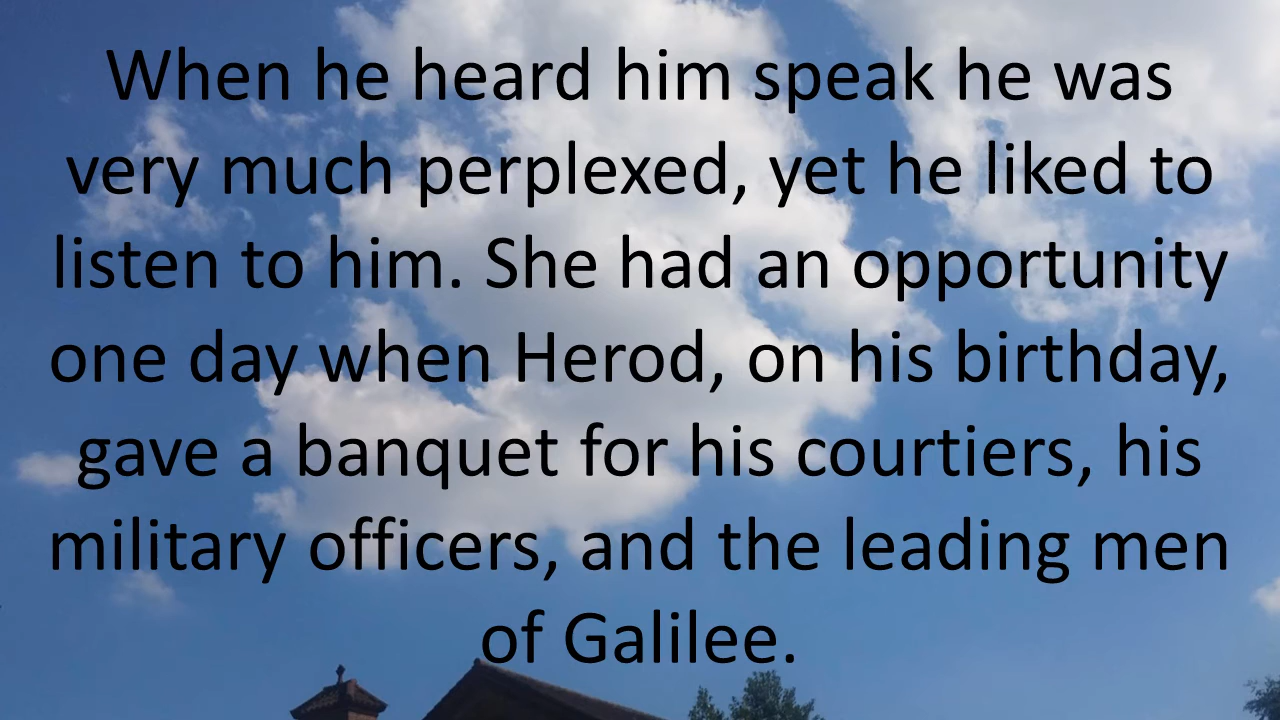 When he heard him speak he was
very much perplexed, yet he liked to
listen to him. She had an opportunity
one day when Herod, on his birthday,
gave a banquet for his courtiers, his
military officers, and the leading men
of Galilee.